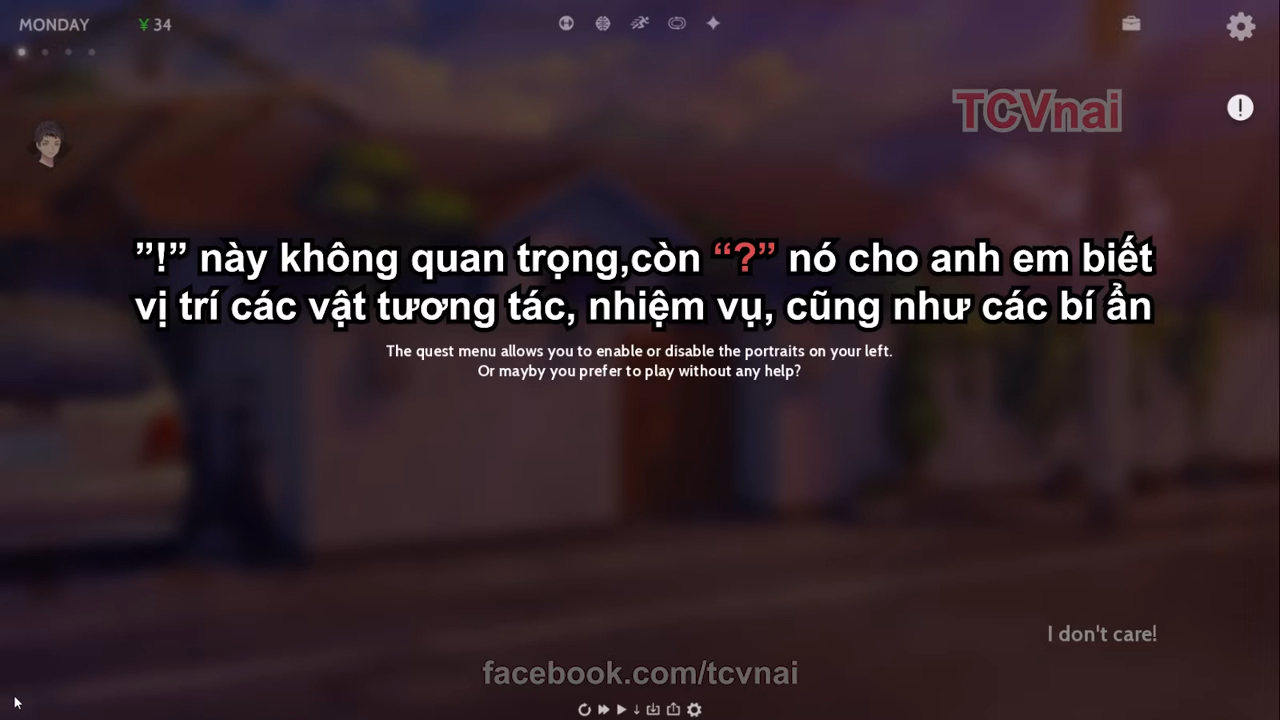 MONDAY
¥ 34
TCVnai
”!” này không quan trọng,còn “?” nó cho anh em biết
vị trí các vật tương tác, nhiệm vụ, cũng như các bí ẩn
The quest menu allows you to enable or disable the portraits on your left.
Or mayby you prefer to play without any help?
I don't care!
facebook.com/tcvnai